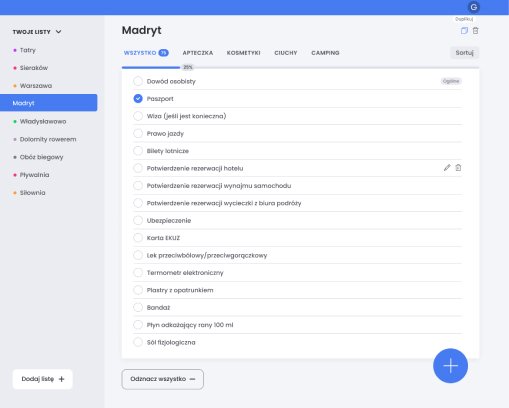 G
Duplikuj
TWOJE LISTY
Madryt
Tatry
Sieraków
Warszawa
Madryt
Władysławowo
Dolomity rowerem
Obóz biegowy
Pływalnia
Siłownia
WSZYSTKO 75
APTECZKA
KOSMETYKI
CIUCHY
CAMPING
Sortuj
25%
Dowód osobisty
Ogólne
Paszport
Wiza (jeśli jest konieczna)
Prawo jazdy
Bilety lotnicze
Potwierdzenie rezerwacji hotelu
Potwierdzenie rezerwacji wynajmu samochodu
Potwierdzenie rezerwacji wycieczki z biura podróży
Ubezpieczenie
Karta EKUZ
Lek przeciwbólowy/przeciwgorączkowy
Termometr elektroniczny
Plastry z opatrunkiem
Bandaż
Płyn odkażający rany 100 ml
Sól fizjologiczna
Dodaj listę +
Odznacz wszystko